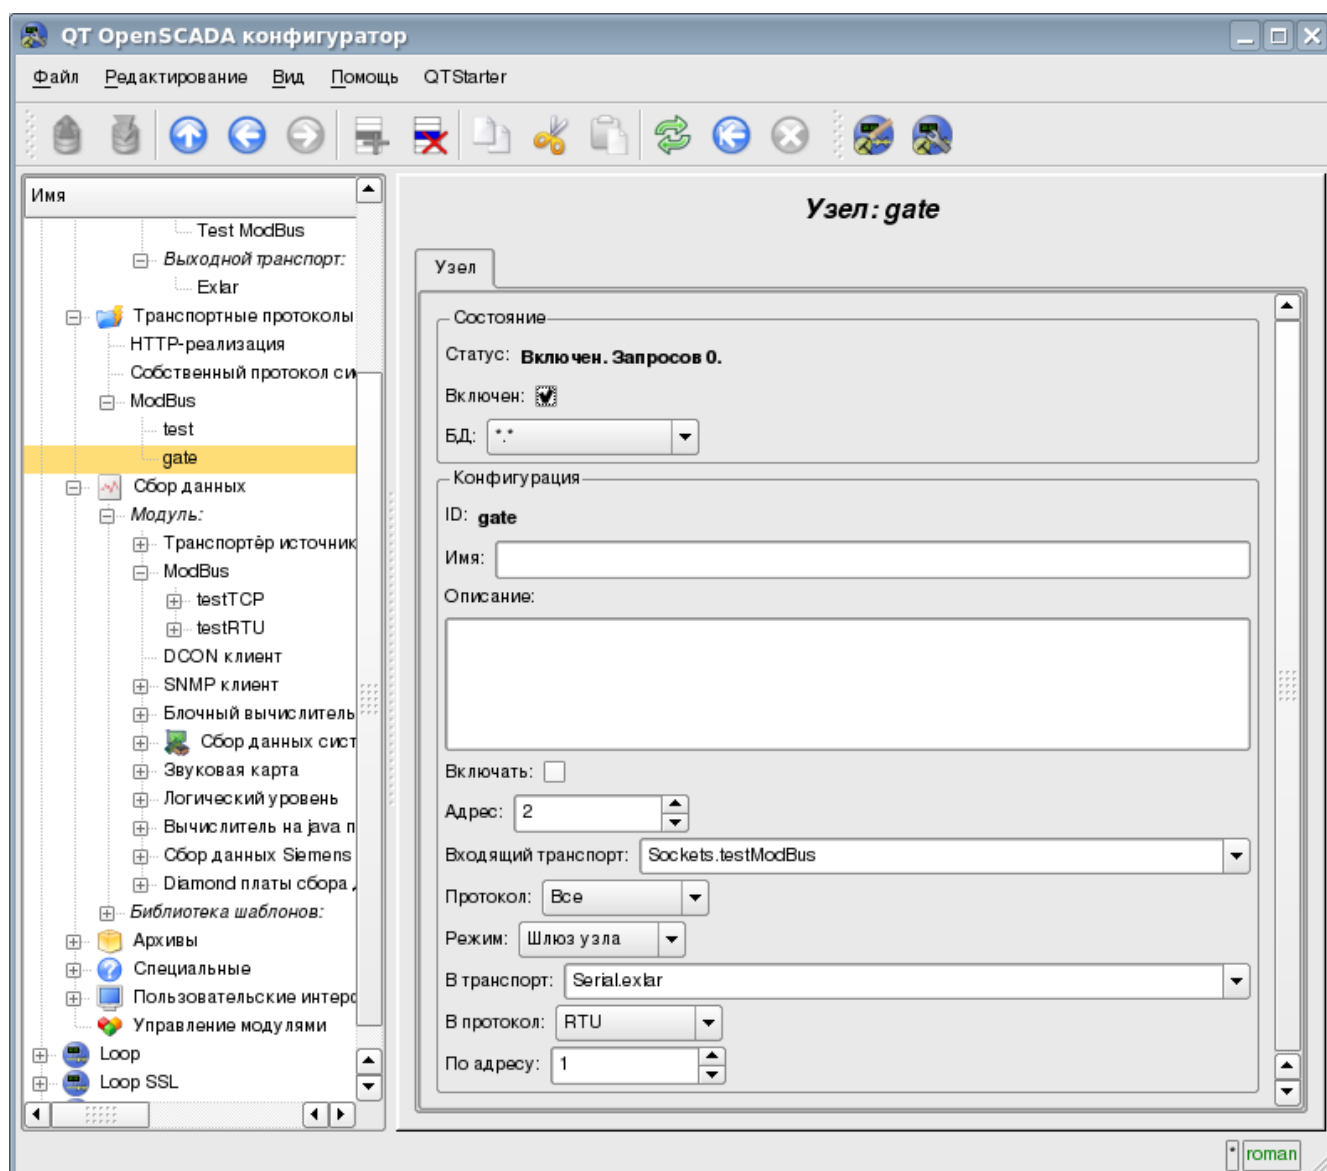 QT OpenSCADA конфигуратор
Файл Редактирование Вид Помощь QTStarter
Имя
Test ModBus
Выходной транспорт:
Exlar
Транспортные протоколы
HTTP-реализация
Собственный протокол си
ModBus
test
gate
Сбор данных
Модуль:
Транспортёр источник
ModBus
testTCP
testRTU
DCON клиент
SNMP клиент
Блочный вычислитель
Сбор данных сист
Звуковая карта
Логический уровень
Вычислитель на java п
Сбор данных Siemens
Diamond платы сбора
Библиотека шаблонов:
Архивы
Специальные
Пользовательские интерф
Управление модулями
Loop
Loop SSL
Узел: gate
Узел
Состояние
Статус: Включен. Запросов 0.
Включен:
БД: *.*
Конфигурация
ID: gate
Имя:
Описание:
Включать:
Адрес: 2
Входящий транспорт: Sockets.testModBus
Протокол: Все
Режим: Шлюз узла
В транспорт: Serial.exlar
В протокол: RTU
По адресу: 1
* roman